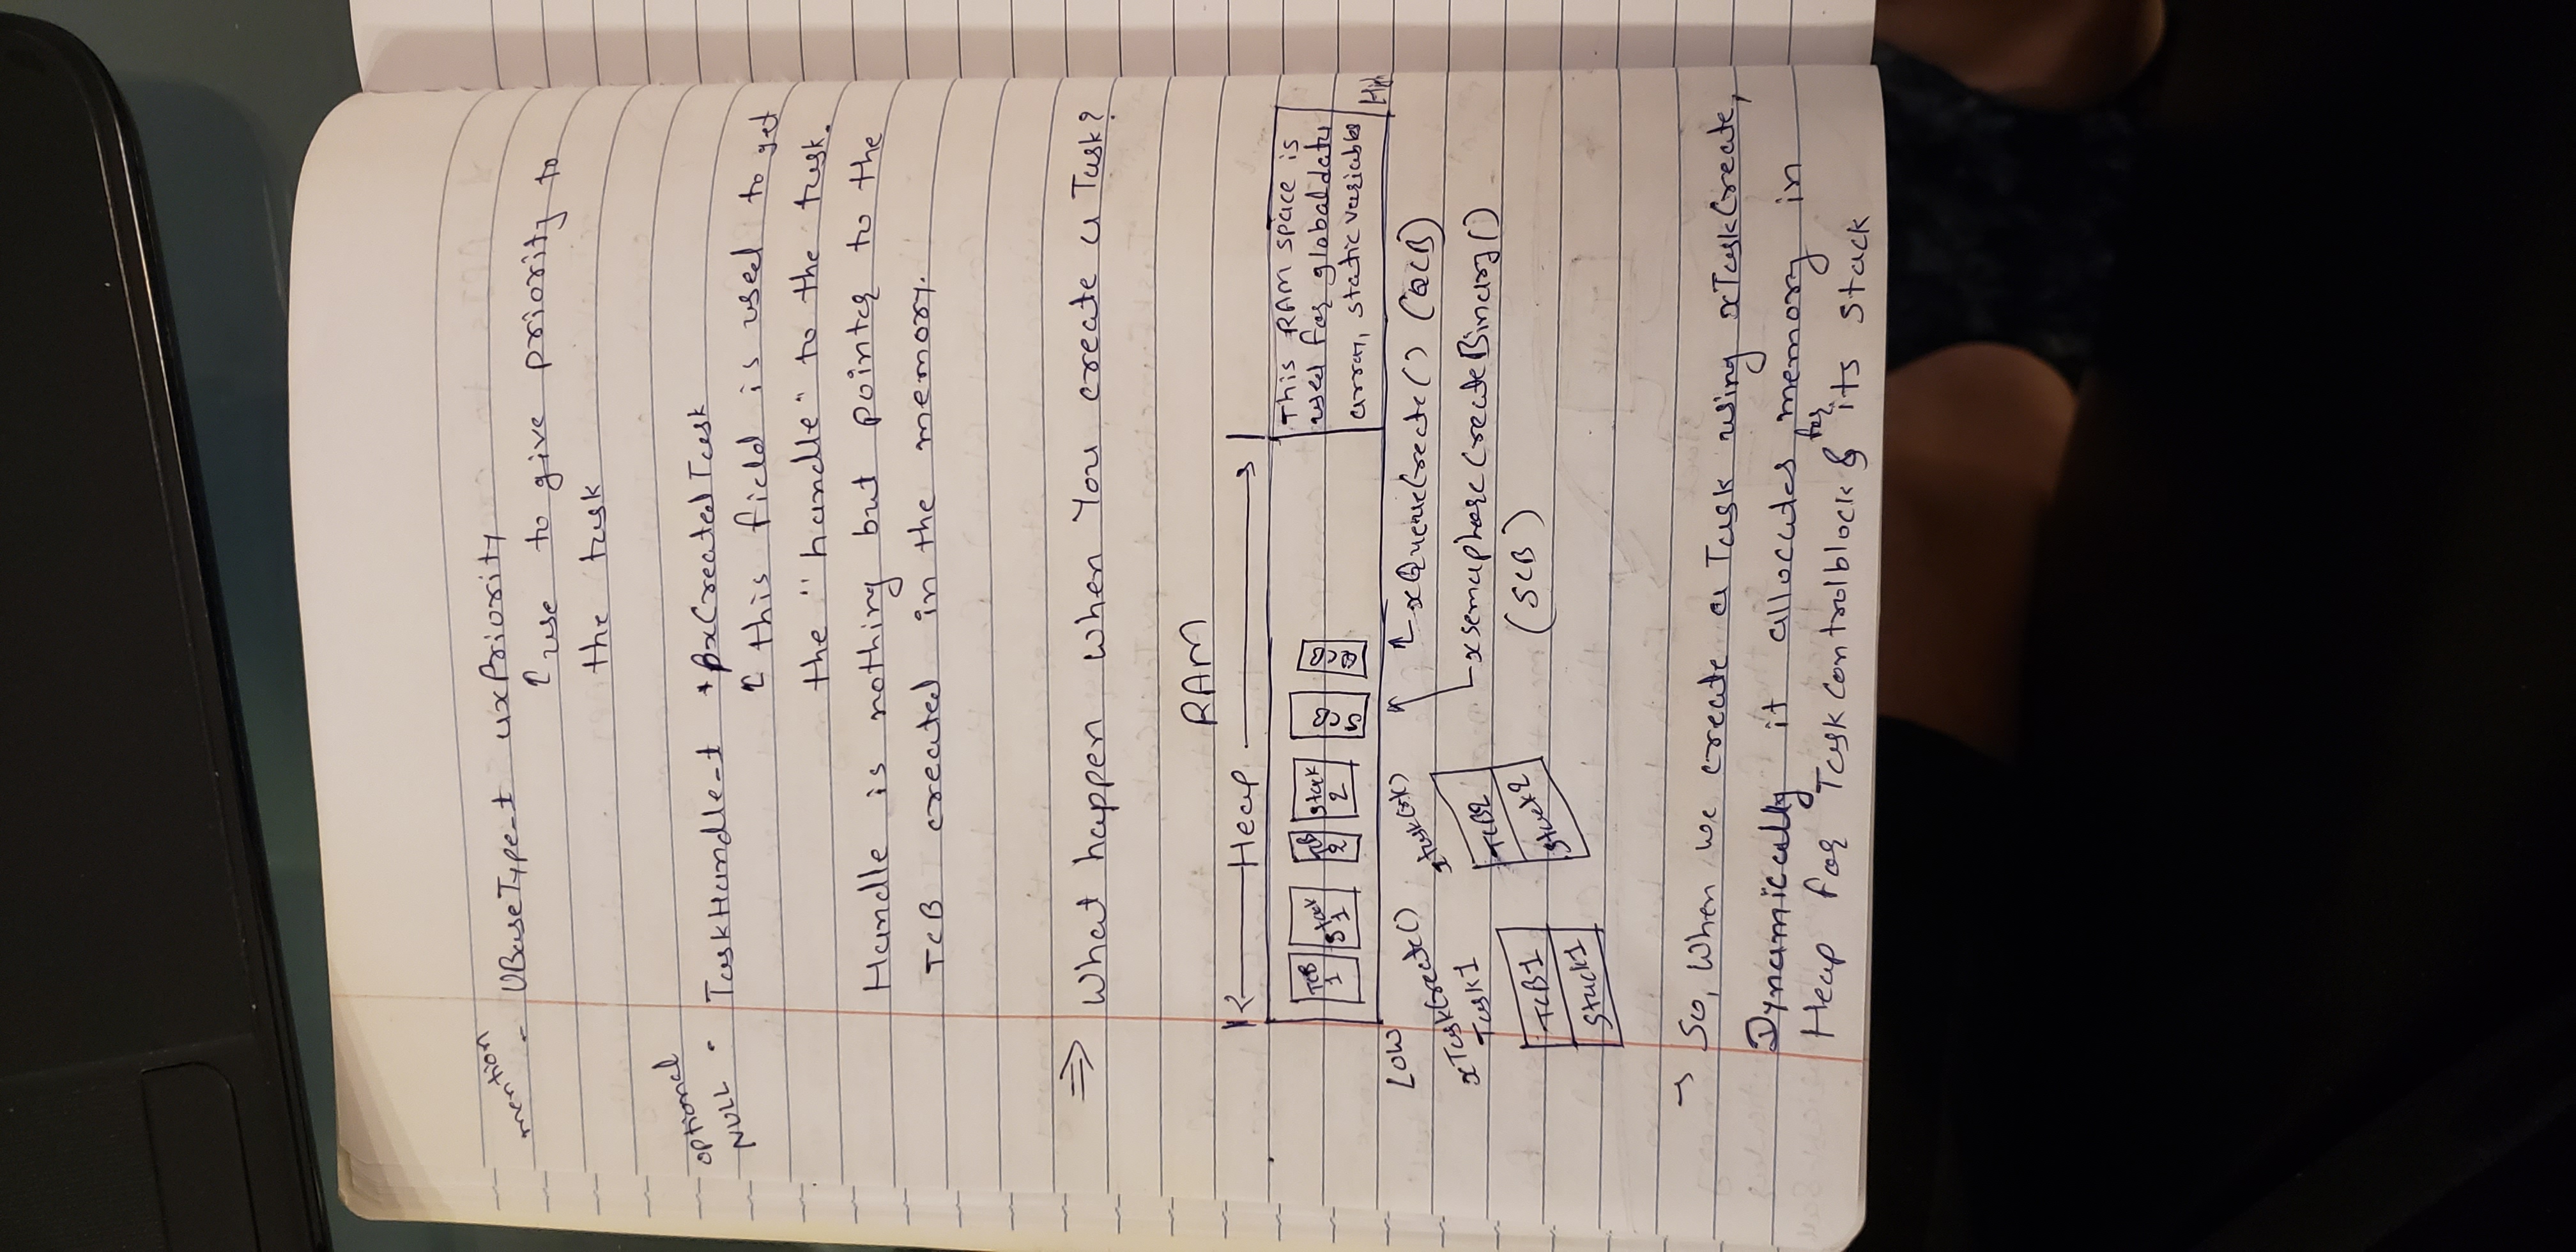 mention - UBaseType_t uxPriority
↑ use to give priority to
the task
optional
NULL • TaskHandle_t *pxCreatedTask
↑ this field is used to get
the "handle" to the task.
Handle is nothing but pointer to the
TCB created in the memory.
⇒ What happen when You create a Task?
RAM
Heap
TCB 1
Stack 1
TCB 2
Stack 2
SCB
QCB
This RAM space is
used for global data
array, static variables
Low
High
xTaskCreate()
Task1
TCB1
Stack1
TCB2
Stack2
xQueueCreate() (QCB)
xSemaphoreCreateBinary()
(SCB)
→ So, When we create a Task using xTaskCreate,
Dynamically it allocates memory in
Heap for Task Control block & for its stack